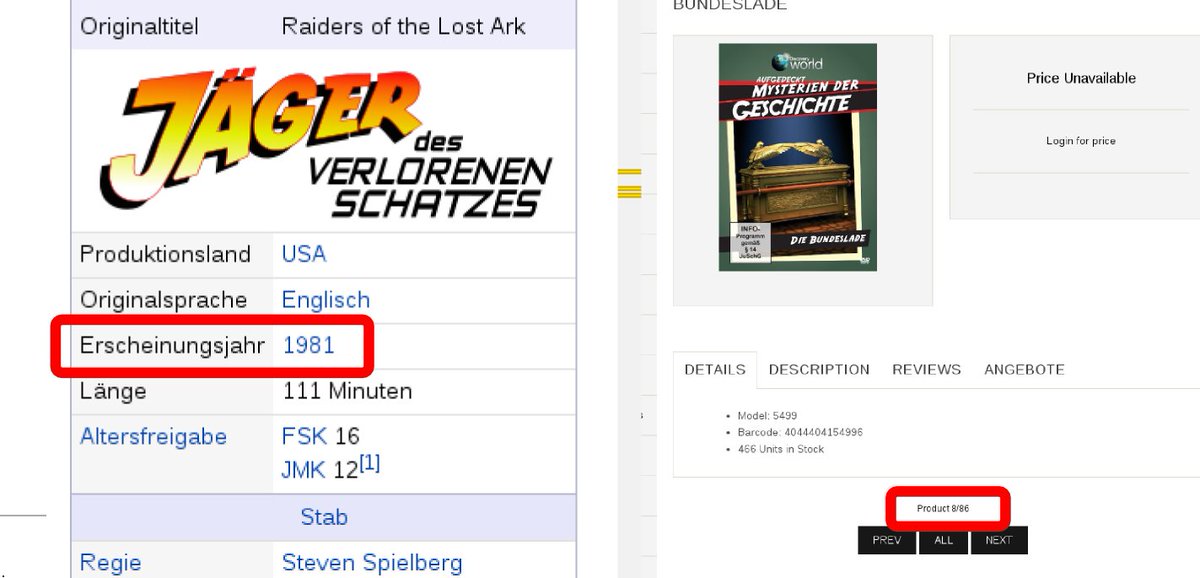 Originaltitel Raiders of the Lost Ark
JÄGER
des
VERLORENEN
SCHATZES
Produktionsland USA
Originalsprache Englisch
Erscheinungsjahr 1981
Länge 111 Minuten
Altersfreigabe FSK 16
JMK 12[1]
Stab
Regie Steven Spielberg
BUNDESLADE
Discovery
world
AUFGEDECKT
MYSTERIEN DER
GESCHICHTE
INFO-
Programm
gemäß
§ 14
JuSchG
DIE BUNDESLADE
DVD
Price Unavailable
Login for price
DETAILS DESCRIPTION REVIEWS ANGEBOTE
• Model: 5499
• Barcode: 4044404154996
• 466 Units in Stock
Product 8/86
PREV ALL NEXT